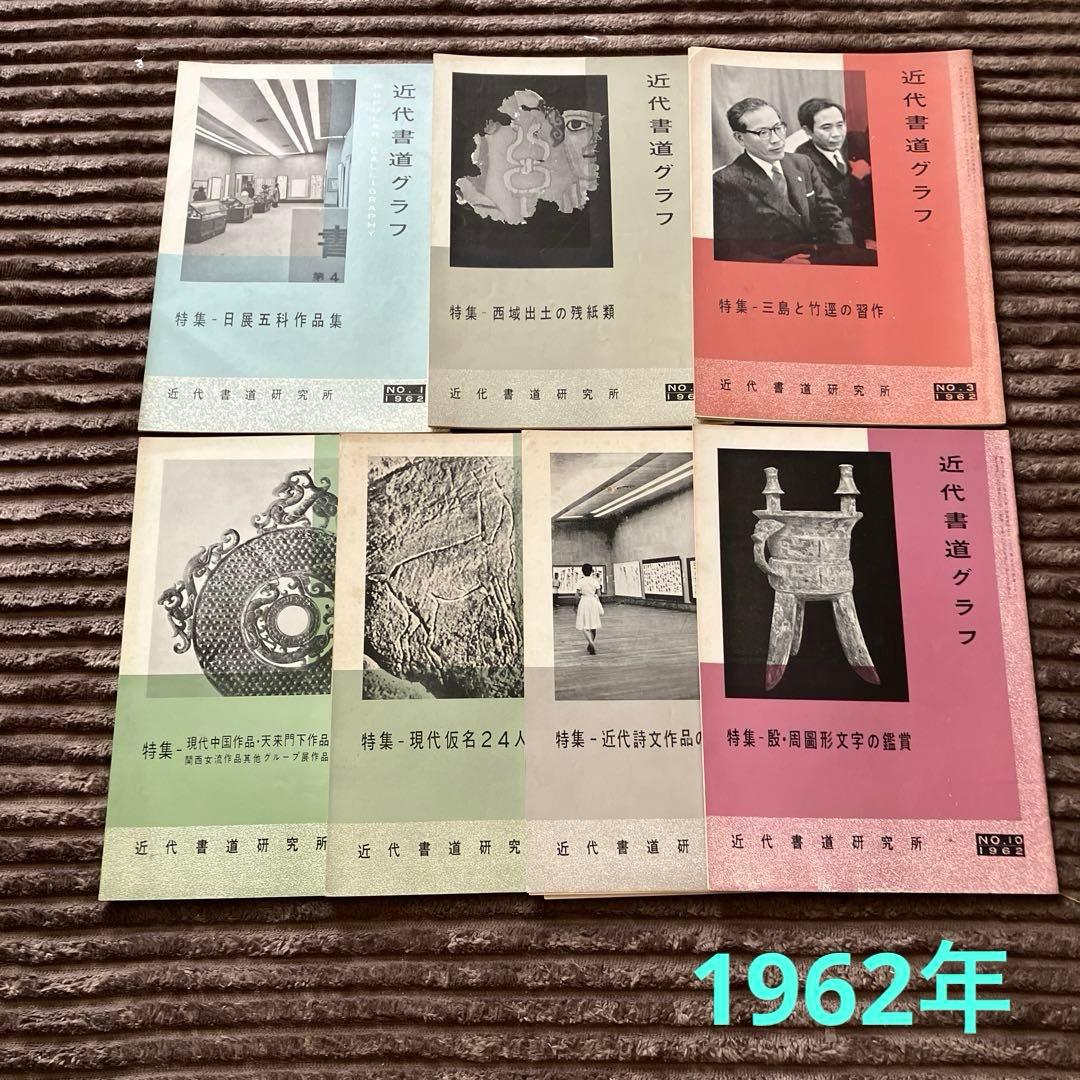 近代書道グラフ
POPULAR CALLIGRAPHY
書
第4
特集-日展五科作品集
近代書道研究所
NO.1
1962
近代書道グラフ
特集-西域出土の残紙類
近代書道研究所
NO.
196
近代書道グラフ
特集-三島と竹逕の習作
近代書道研究所
NO.3
1962
特集-現代中国作品・天来門下作品
関西女流作品其他グループ展作品
近代書道研究所
特集-現代仮名24人
近代書道研究
特集-近代詩文作品の
近代書道研
近代書道グラフ
特集-殷・周圖形文字の鑑賞
近代書道研究所
NO.10
1962
1962年